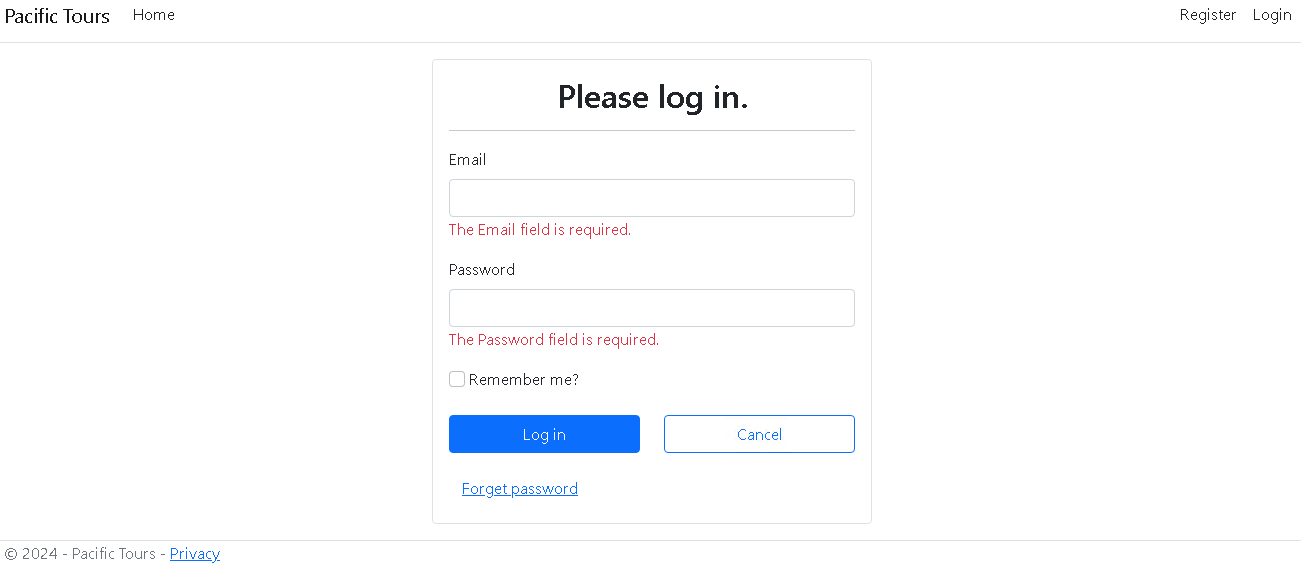 Pacific Tours Home Register Login
Please log in.
Email
The Email field is required.
Password
The Password field is required.
Remember me?
Log in Cancel
Forget password
© 2024 - Pacific Tours - Privacy